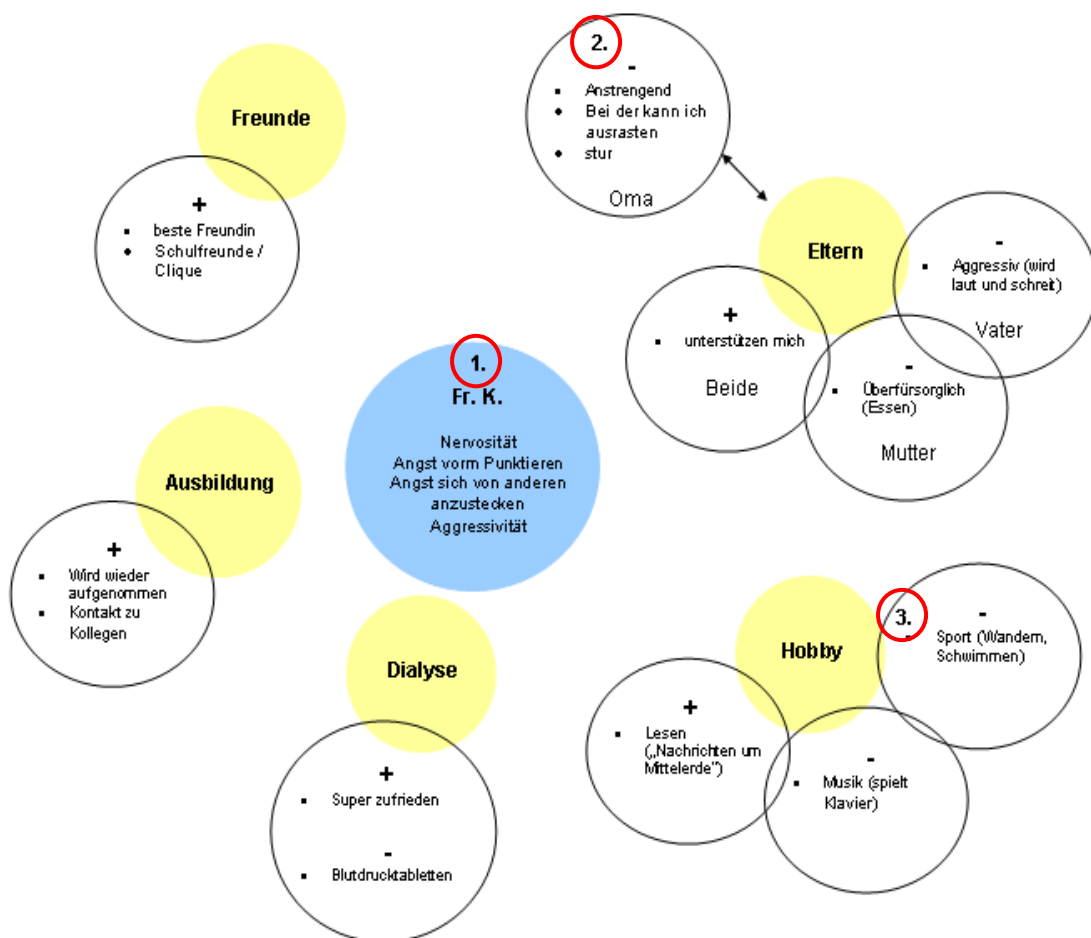 Freunde
+
beste Freundin
Schulfreunde /
Clique
2.
-
Anstrengend
Bei der kann ich
ausrasten
stur
Oma
Eltern
-
Aggressiv (wird
laut und schreit)
Vater
+
unterstützen mich
Beide
-
Überfürsorglich
(Essen)
Mutter
1.
Fr. K.
Nervosität
Angst vorm Punktieren
Angst sich von anderen
anzustecken
Aggressivität
Ausbildung
+
Wird wieder
aufgenommen
Kontakt zu
Kollegen
Dialyse
+
Super zufrieden
-
Blutdrucktabletten
Hobby
3.
-
Sport (Wandern,
Schwimmen)
+
Lesen
(„Nachrichten um
Mittelerde")
-
Musik (spielt
Klavier)